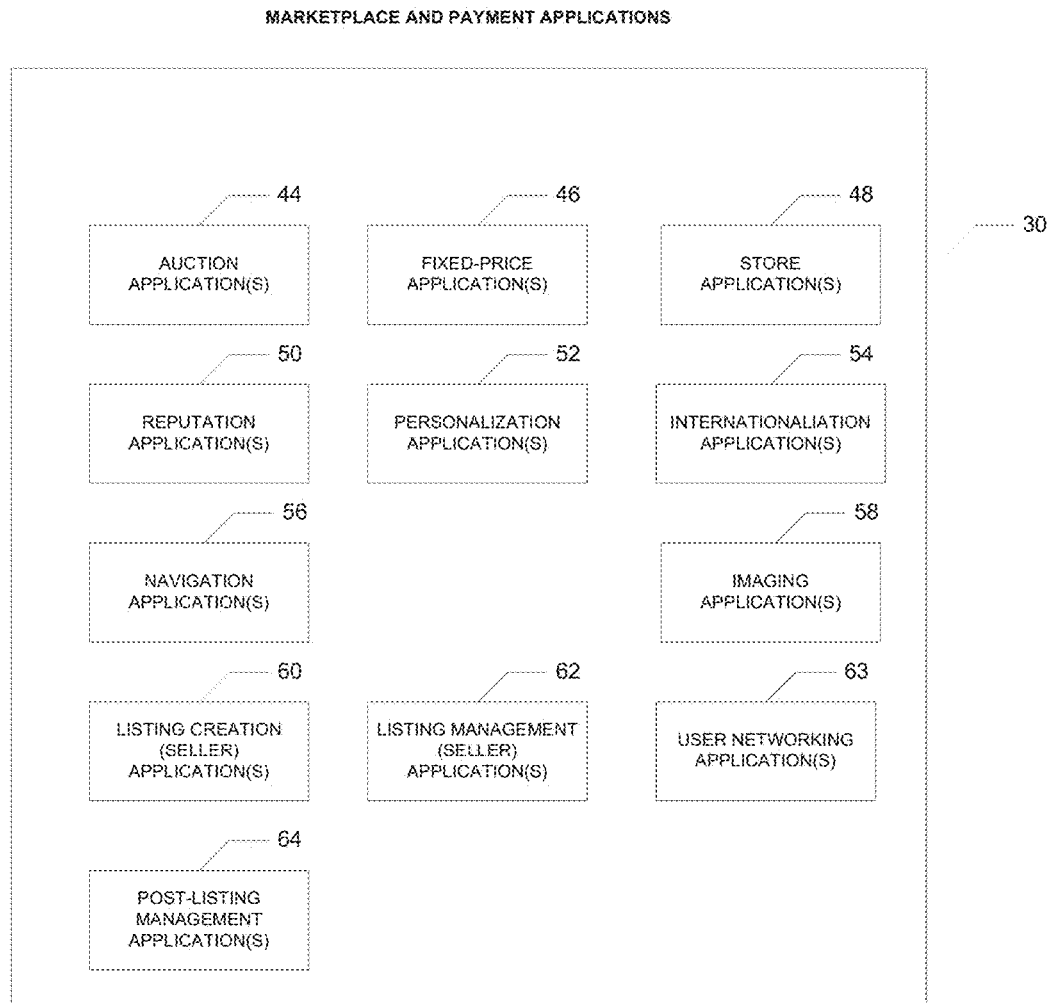 MARKETPLACE AND PAYMENT APPLICATIONS
30
44
AUCTION
APPLICATION(S)
46
FIXED-PRICE
APPLICATION(S)
48
STORE
APPLICATION(S)
50
REPUTATION
APPLICATION(S)
52
PERSONALIZATION
APPLICATION(S)
54
INTERNATIONALIATION
APPLICATION(S)
56
NAVIGATION
APPLICATION(S)
58
IMAGING
APPLICATION(S)
60
LISTING CREATION
(SELLER)
APPLICATION(S)
62
LISTING MANAGEMENT
(SELLER)
APPLICATION(S)
63
USER NETWORKING
APPLICATION(S)
64
POST-LISTING
MANAGEMENT
APPLICATION(S)